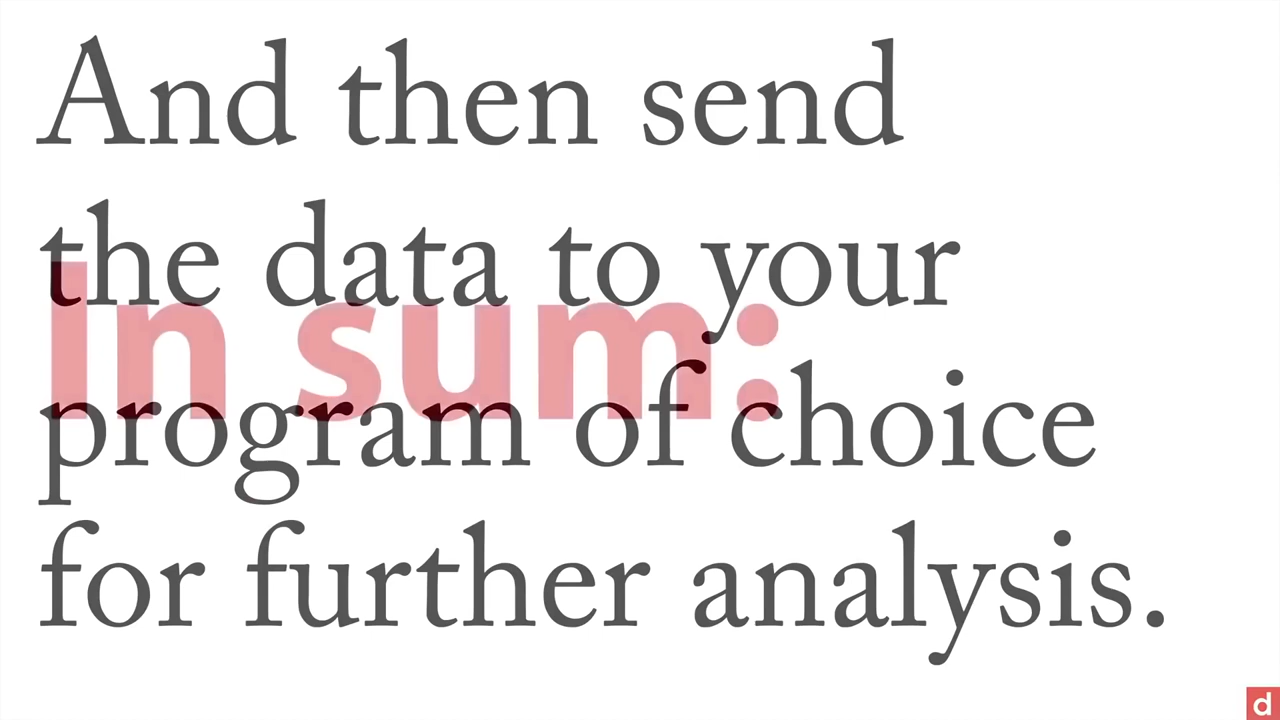 And then send
the data to your
In sum:
program of choice
for further analysis.
d